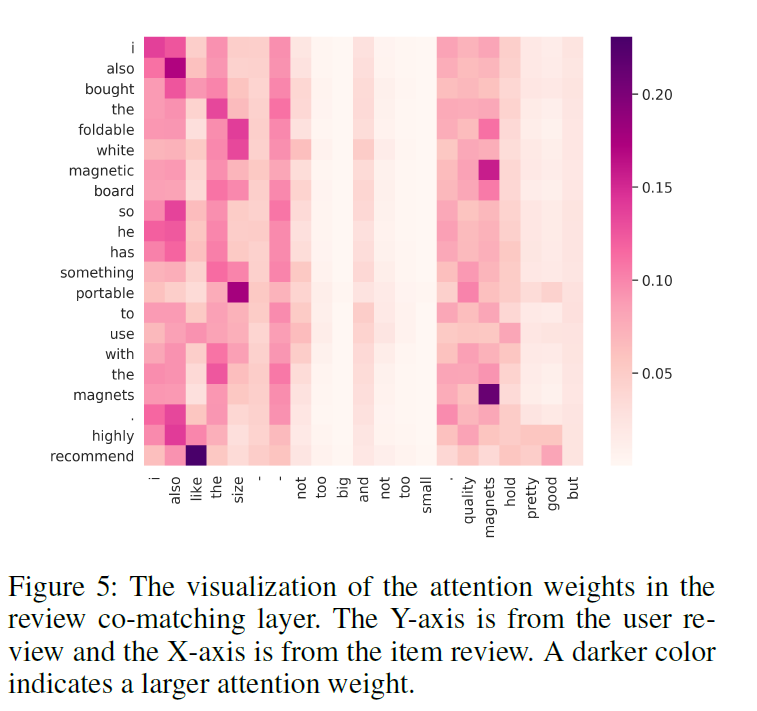 i
also
bought
the
foldable
white
magnetic
board
so
he
has
something
portable
to
use
with
the
magnets
.
highly
recommend
0.20
0.15
0.10
0.05
i also like the size - - not too big and not too small . quality magnets hold pretty good but
Figure 5: The visualization of the attention weights in the
review co-matching layer. The Y-axis is from the user re-
view and the X-axis is from the item review. A darker color
indicates a larger attention weight.